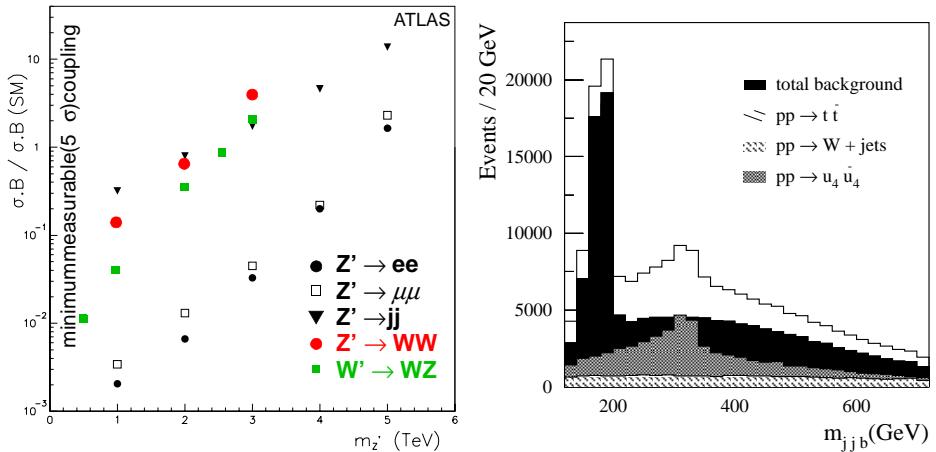 ATLAS
σ.B / σ.B (SM)
minimummeasurable(5 σ)coupling
10
1
10⁻¹
10⁻²
10⁻³
Z' → ee
Z' → μμ
Z' → jj
Z' → WW
W' → WZ
0 1 2 3 4 5 6
m_Z' (TeV)
Events / 20 GeV
20000
15000
10000
5000
0
total background
pp → t t̄
pp → W + jets
pp → u₄ ū₄
200 400 600
m_j j b (GeV)